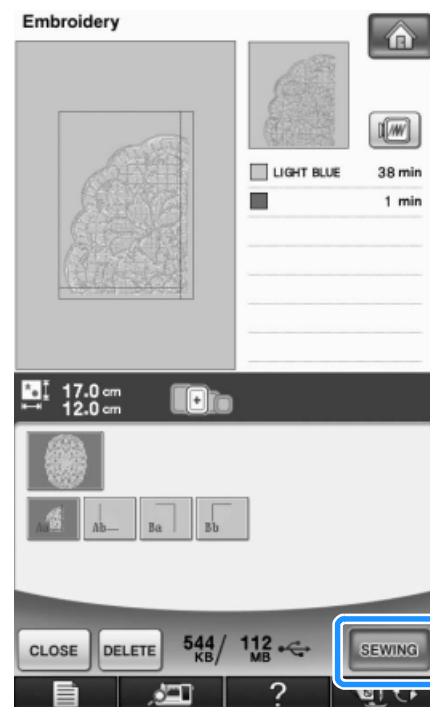 Embroidery
LIGHT BLUE 38 min
1 min
17.0 cm
12.0 cm
Aa Ab Ba Bb
CLOSE DELETE 544 KB/ 112 MB SEWING
?